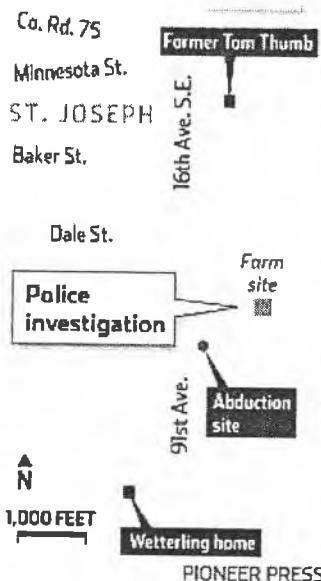 Co. Rd. 75
Former Tom Thumb
Minnesota St.
ST. JOSEPH
16th Ave. S.E.
Baker St.
Dale St.
Farm
site
Police
investigation
91st Ave.
Abduction
site
N
1,000 FEET
Wetterling home
PIONEER PRESS